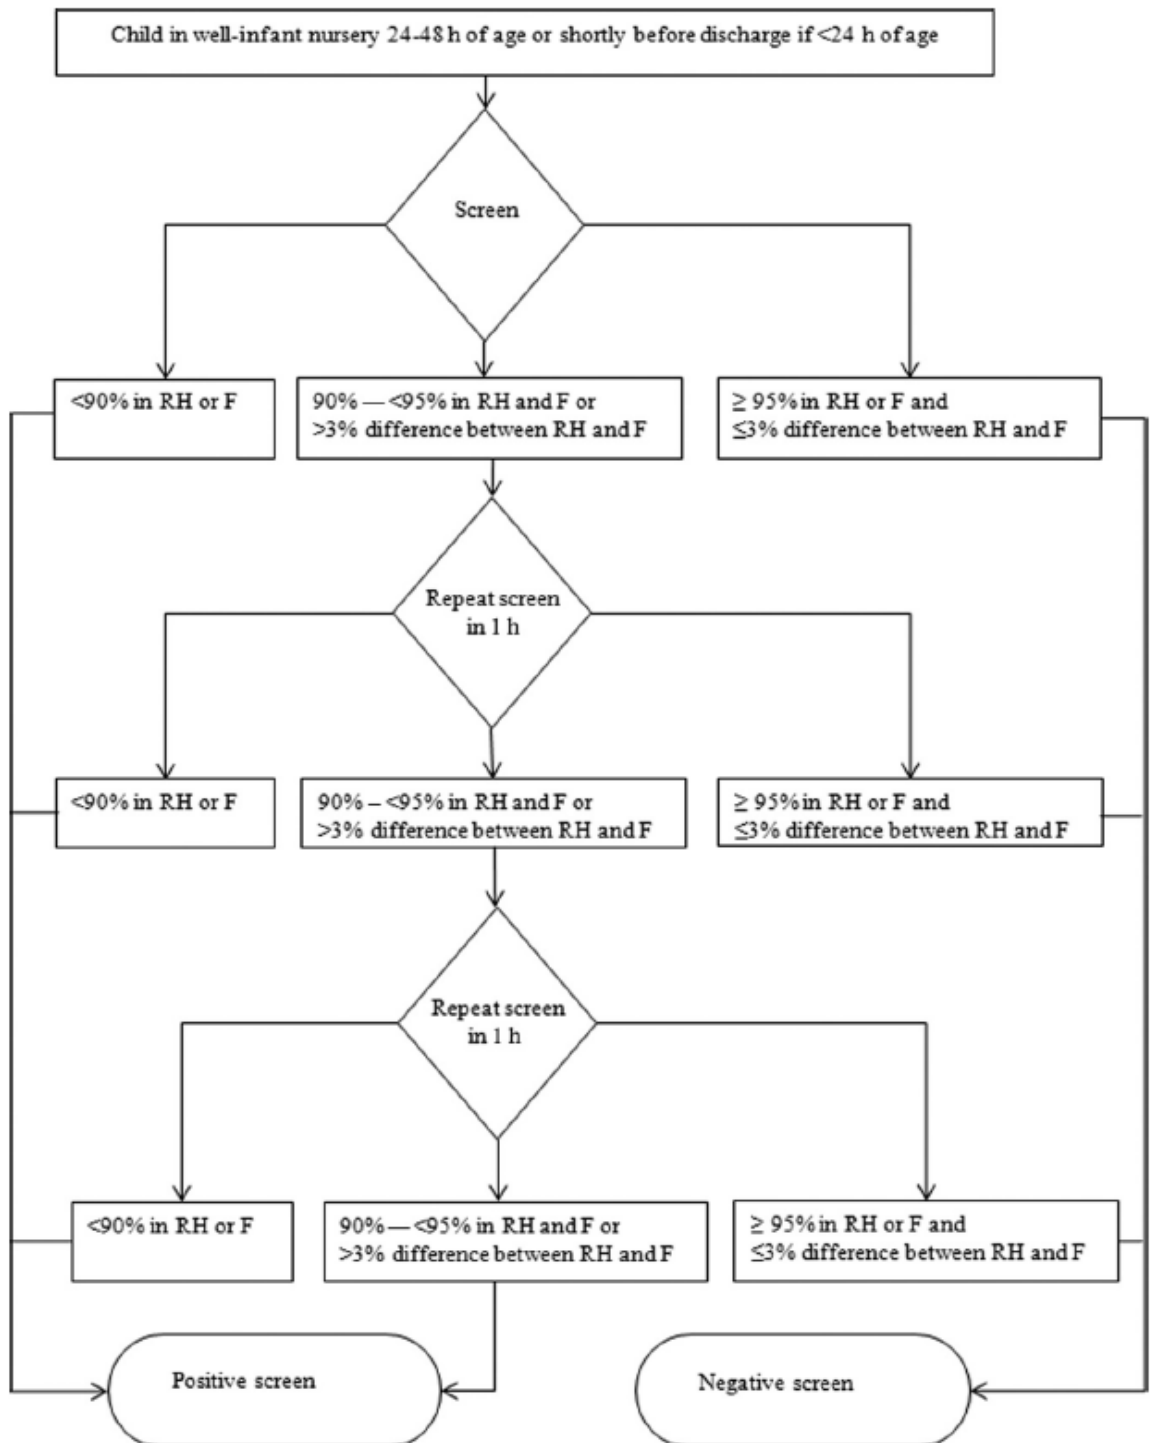 Child in well-infant nursery 24-48 h of age or shortly before discharge if <24 h of age
Screen
<90% in RH or F
90% — <95% in RH and F or
>3% difference between RH and F
≥ 95% in RH or F and
≤3% difference between RH and F
Repeat screen
in 1 h
<90% in RH or F
90% – <95% in RH and F or
>3% difference between RH and F
≥ 95% in RH or F and
≤3% difference between RH and F
Repeat screen
in 1 h
<90% in RH or F
90% — <95% in RH and F or
>3% difference between RH and F
≥ 95% in RH or F and
≤3% difference between RH and F
Positive screen
Negative screen